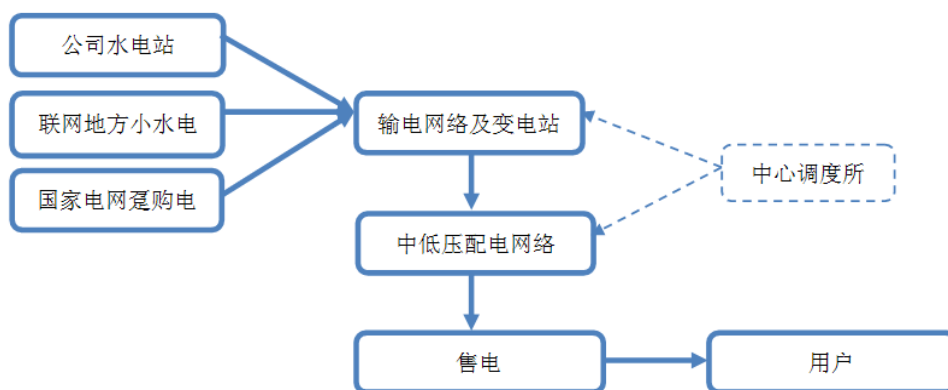 公司水电站
联网地方小水电
输电网络及变电站
中心调度所
国家电网趸购电
中低压配电网络
售电
用户